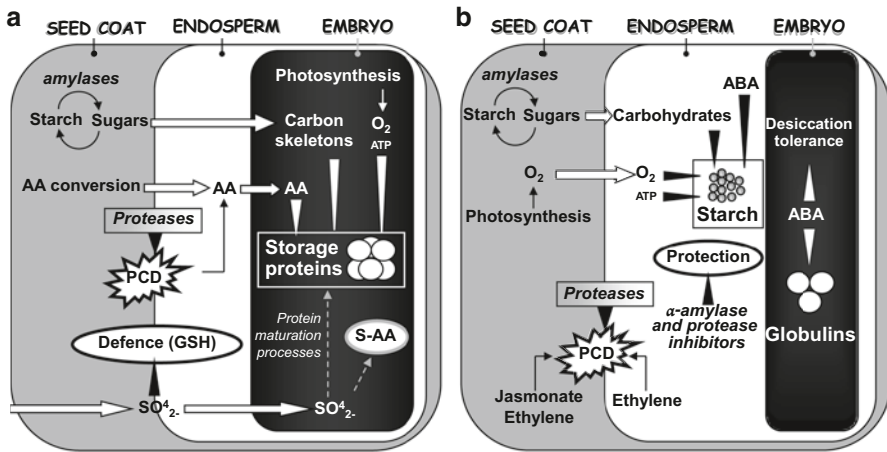 a
SEED COAT ENDOSPERM EMBRYO
amylases
Starch Sugars
Photosynthesis
Carbon
skeletons
O2
ATP
AA conversion AA AA
Proteases
PCD
Storage
proteins
Protein
maturation
processes
S-AA
Defence (GSH)
SO42- SO42-
b
SEED COAT ENDOSPERM EMBRYO
amylases
Starch Sugars
Carbohydrates
ABA
Desiccation
tolerance
O2 O2
ATP
Photosynthesis
Starch
ABA
Protection
Proteases
α-amylase
and protease
inhibitors
Globulins
PCD
Jasmonate
Ethylene
Ethylene